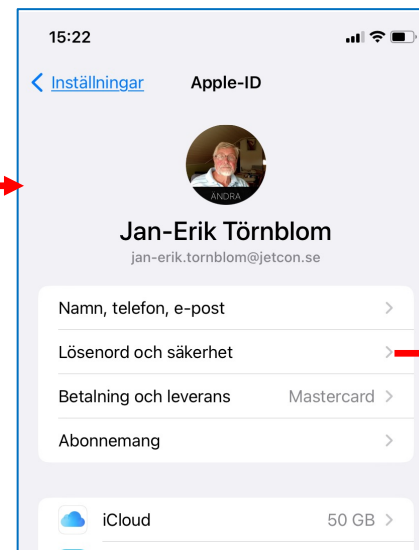 15:22
Inställningar Apple-ID
ANDRA
Jan-Erik Törnblom
jan-erik.tornblom@jetcon.se
Namn, telefon, e-post
Lösenord och säkerhet
Betalning och leverans Mastercard
Abonnemang
iCloud 50 GB